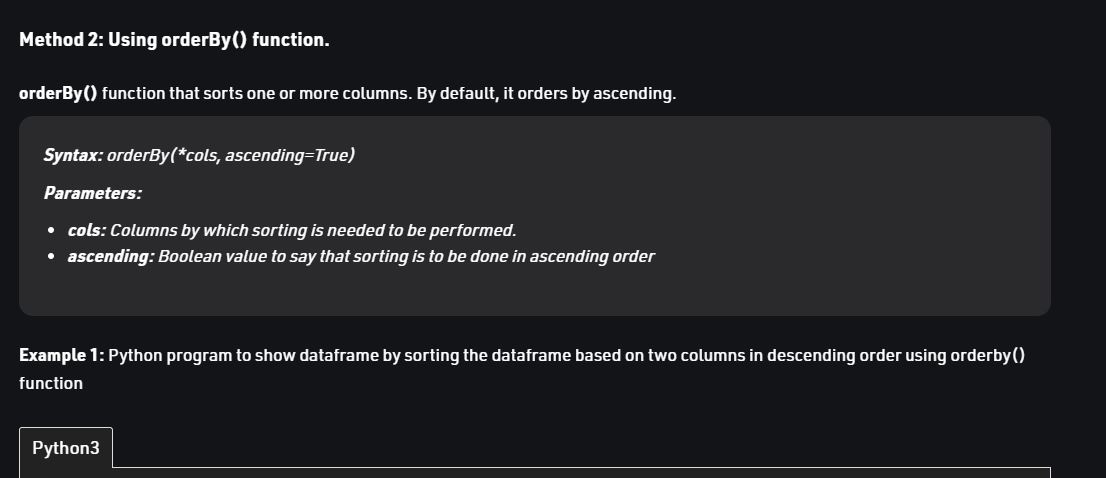 Method 2: Using orderBy() function.
orderBy() function that sorts one or more columns. By default, it orders by ascending.
Syntax: orderBy(*cols, ascending=True)
Parameters:
• cols: Columns by which sorting is needed to be performed.
• ascending: Boolean value to say that sorting is to be done in ascending order
Example 1: Python program to show dataframe by sorting the dataframe based on two columns in descending order using orderby()
function
Python3